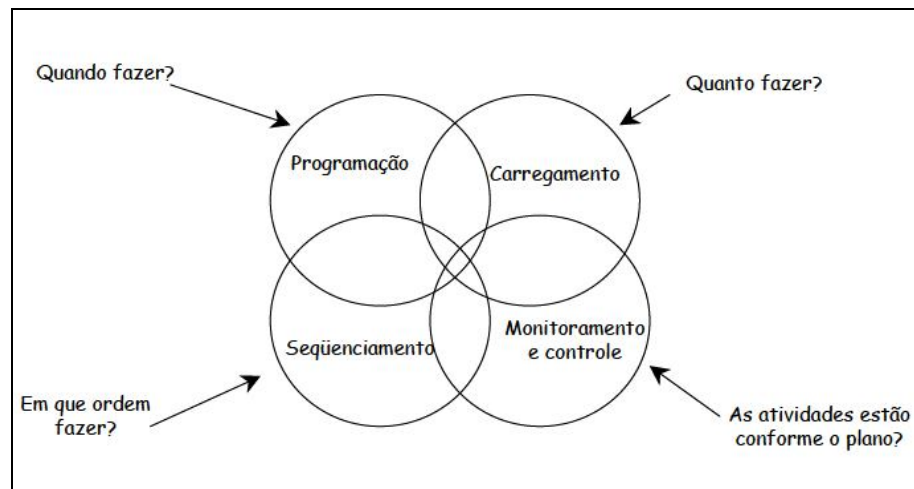 Quando fazer?
Quanto fazer?
Programação
Carregamento
Seqüenciamento
Monitoramento
e controle
Em que ordem
fazer?
As atividades estão
conforme o plano?